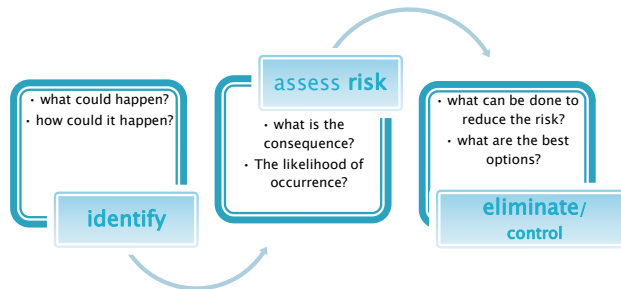 • what could happen?
• how could it happen?
identify
assess risk
• what is the
consequence?
• The likelihood of
occurrence?
• what can be done to
reduce the risk?
• what are the best
options?
eliminate/
control